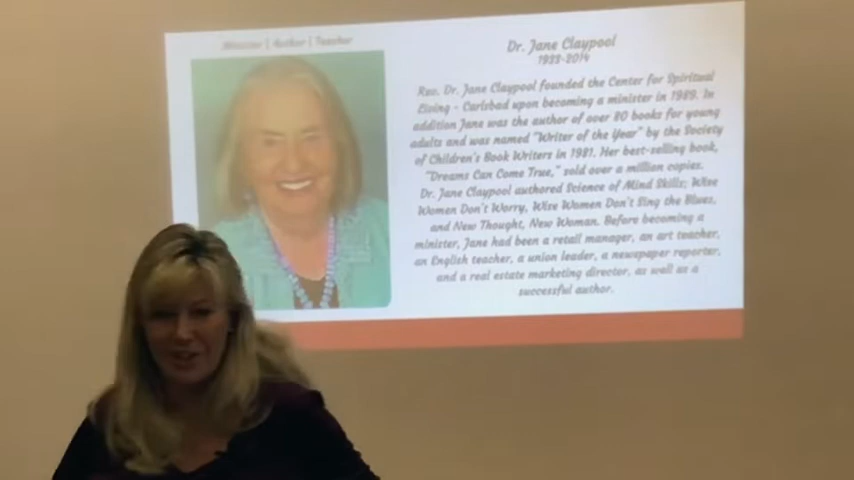 Minister | Author | Teacher
Dr. Jane Claypool
1933-2014
Rev. Dr. Jane Claypool founded the Center for Spiritual
Living - Carlsbad upon becoming a minister in 1989. In
addition Jane was the author of over 80 books for young
adults and was named "Writer of the Year" by the Society
of Children's Book Writers in 1981. Her best-selling book,
"Dreams Can Come True," sold over a million copies.
Dr. Jane Claypool authored Science of Mind Skills; Wise
Women Don't Worry, Wise Women Don't Sing the Blues,
and New Thought, New Woman. Before becoming a
minister, Jane had been a retail manager, an art teacher,
an English teacher, a union leader, a newspaper reporter,
and a real estate marketing director, as well as a
successful author.